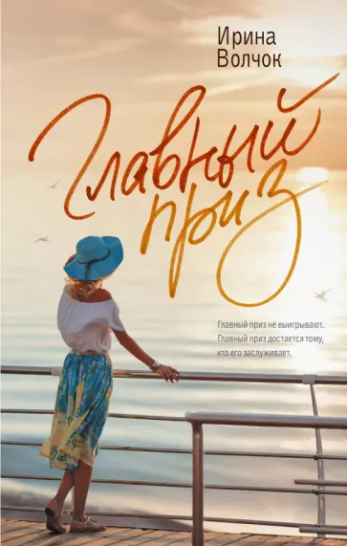 Ирина
Волчок
Главный
приз
Главный приз не выигрывают.
Главный приз достается тому,
кто его заслуживает.